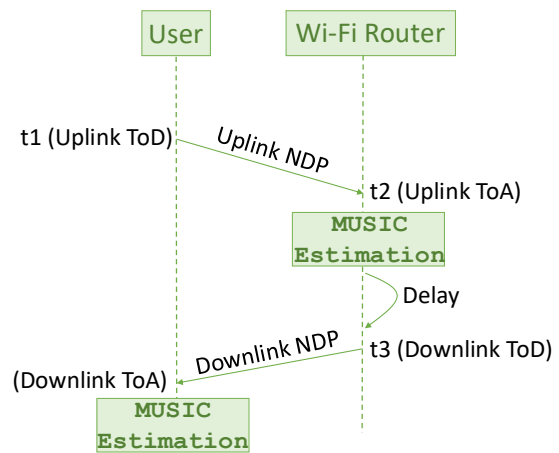 User
Wi-Fi Router
t1 (Uplink ToD)
Uplink NDP
t2 (Uplink ToA)
MUSIC
Estimation
Delay
Downlink NDP
t3 (Downlink ToD)
(Downlink ToA)
MUSIC
Estimation